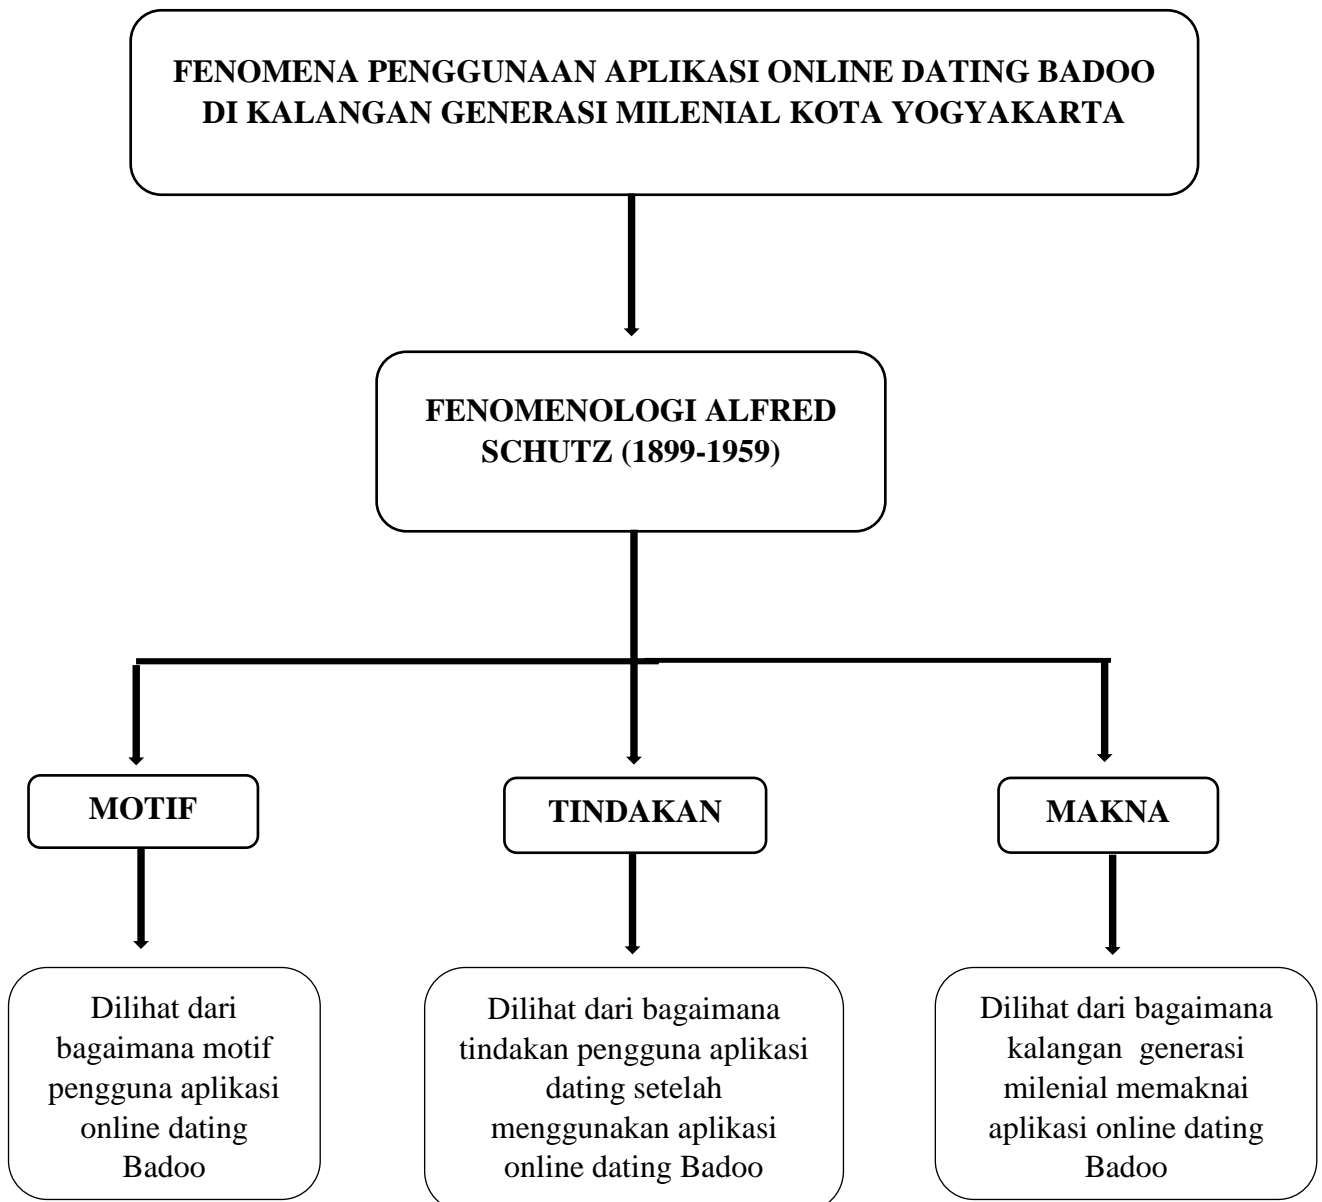 FENOMENA PENGGUNAAN APLIKASI ONLINE DATING BADOO
DI KALANGAN GENERASI MILENIAL KOTA YOGYAKARTA
FENOMENOLOGI ALFRED
SCHUTZ (1899-1959)
MOTIF
TINDAKAN
MAKNA
Dilihat dari
bagaimana motif
pengguna aplikasi
online dating
Badoo
Dilihat dari bagaimana
tindakan pengguna aplikasi
dating setelah
menggunakan aplikasi
online dating Badoo
Dilihat dari bagaimana
kalangan generasi
milenial memaknai
aplikasi online dating
Badoo